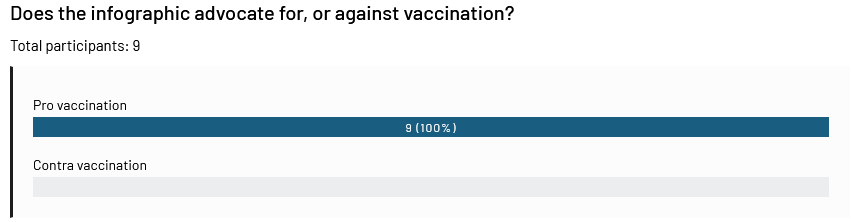 Does the infographic advocate for, or against vaccination?
Total participants: 9
Pro vaccination
9 (100%)
Contra vaccination